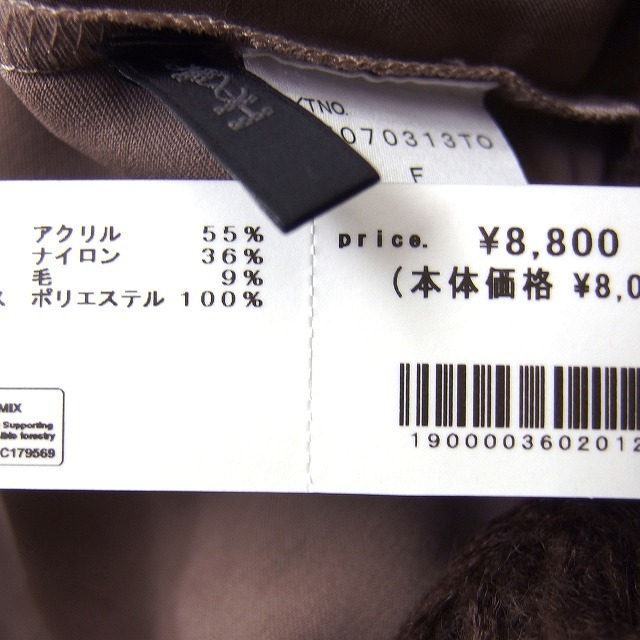 TNO.
070313TO
F
アクリル 55%
ナイロン 36%
毛 9%
ス ポリエステル 100%
price. ¥8,800
(本体価格 ¥8,0
MIX
Supporting
ible forestry
C179569
1900003602012